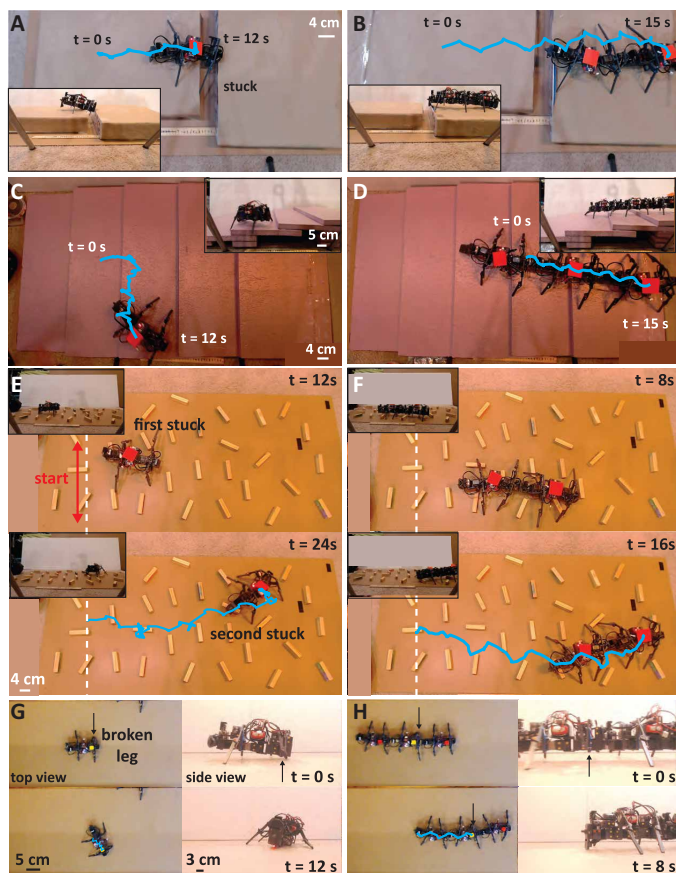 A
t = 0 s
t = 12 s
4 cm
stuck
B
t = 0 s
t = 15 s
C
t = 0 s
5 cm
t = 12 s
4 cm
D
t = 0 s
t = 15 s
E
t = 12s
first stuck
start
t = 24s
second stuck
4 cm
F
t = 8s
t = 16s
G
broken
leg
top view
side view
t = 0 s
5 cm
3 cm
t = 12 s
H
t = 0 s
t = 8 s